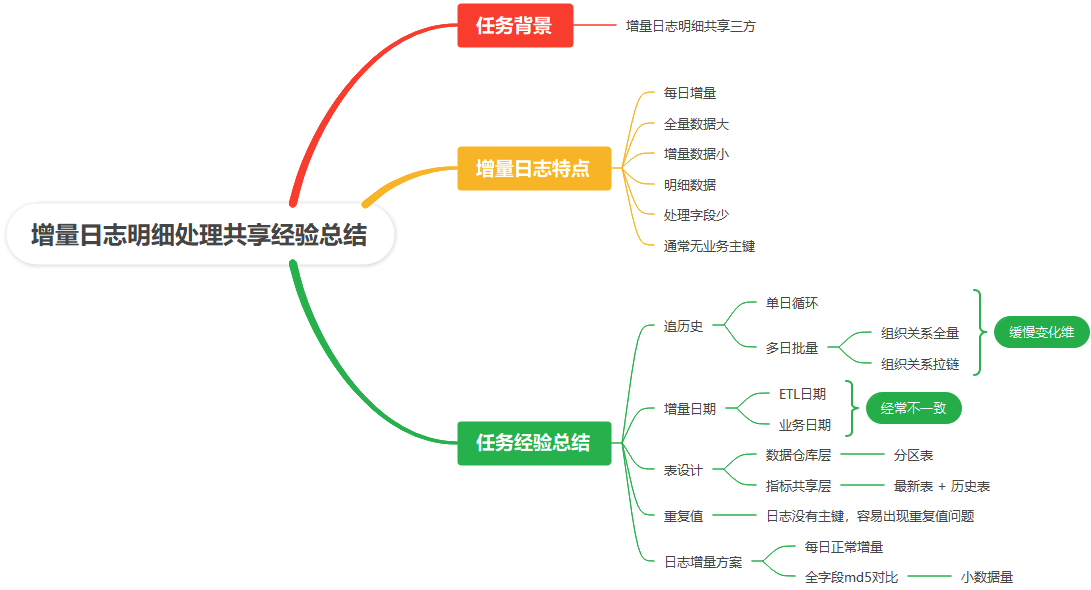 任务背景
增量日志明细共享三方
增量日志特点
每日增量
全量数据大
增量数据小
明细数据
处理字段少
通常无业务主键
增量日志明细处理共享经验总结
任务经验总结
追历史
单日循环
多日批量
组织关系全量
组织关系拉链
缓慢变化维
增量日期
ETL日期
业务日期
经常不一致
表设计
数据仓库层
分区表
指标共享层
最新表 + 历史表
重复值
日志没有主键，容易出现重复值问题
日志增量方案
每日正常增量
全字段md5对比
小数据量